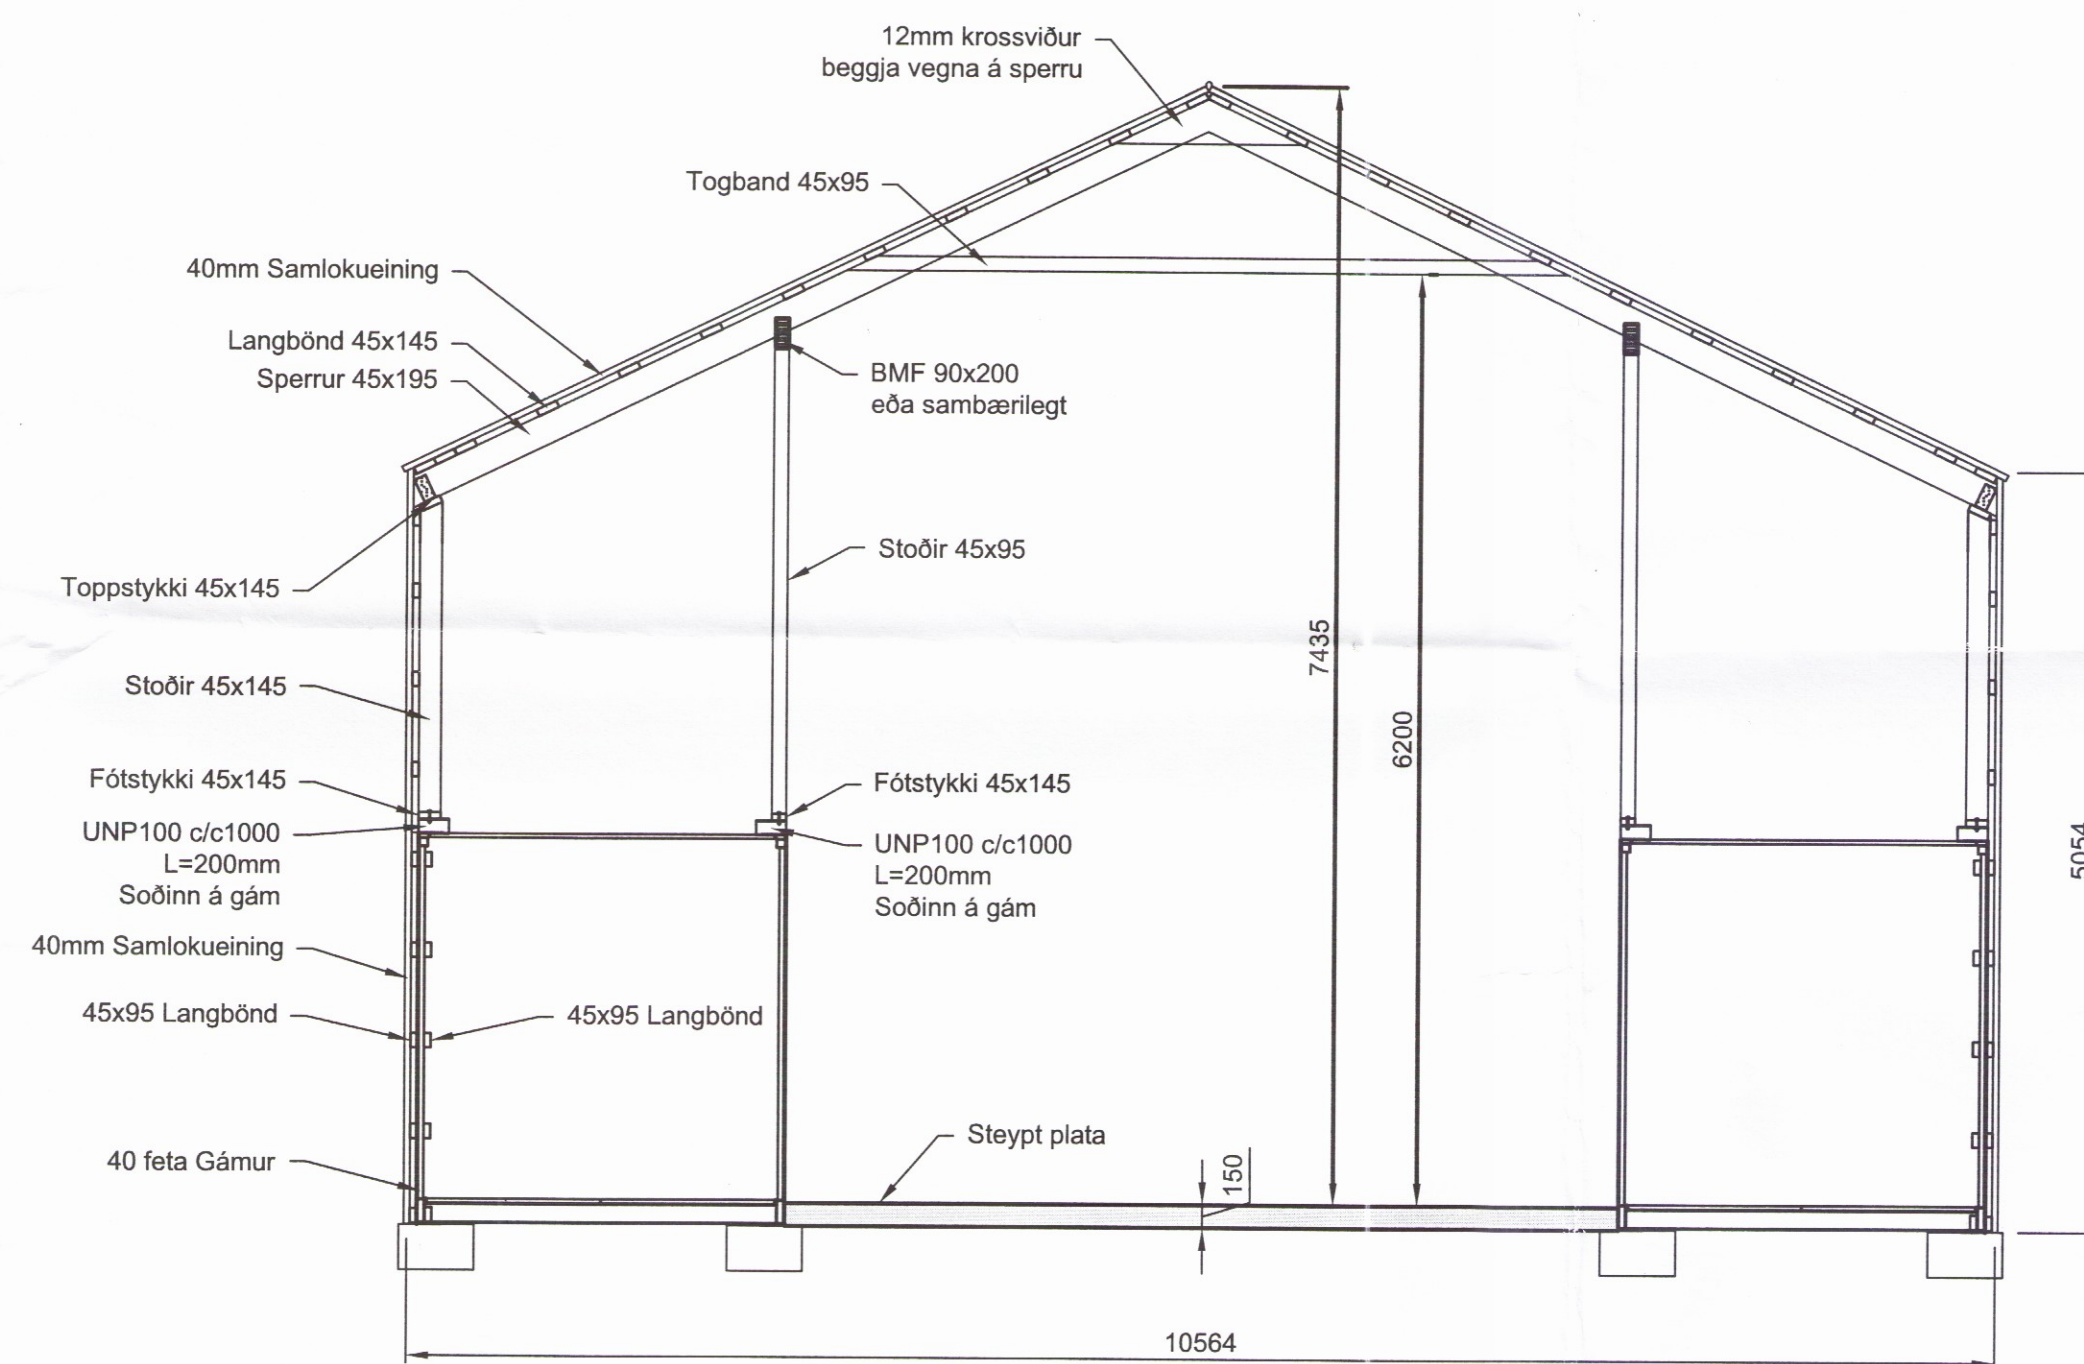 12mm krossviður
beggja vegna á sperru
Togband 45x95
40mm Samlokueining
Langbönd 45x145
Sperrur 45x195
BMF 90x200
eða sambærilegt
Stoðir 45x95
Toppstykki 45x145
7435
6200
Stoðir 45x145
Fótstykki 45x145
UNP100 c/c1000
L=200mm
Soðinn á gám
Fótstykki 45x145
UNP100 c/c1000
L=200mm
Soðinn á gám
5054
40mm Samlokueining
45x95 Langbönd
45x95 Langbönd
Steypt plata
150
40 feta Gámur
10564